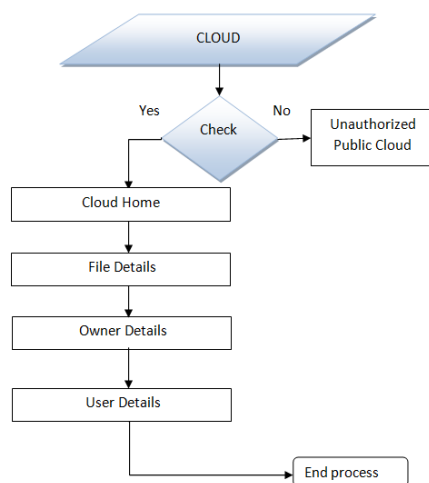 CLOUD
Yes
No
Check
Unauthorized
Public Cloud
Cloud Home
File Details
Owner Details
User Details
End process